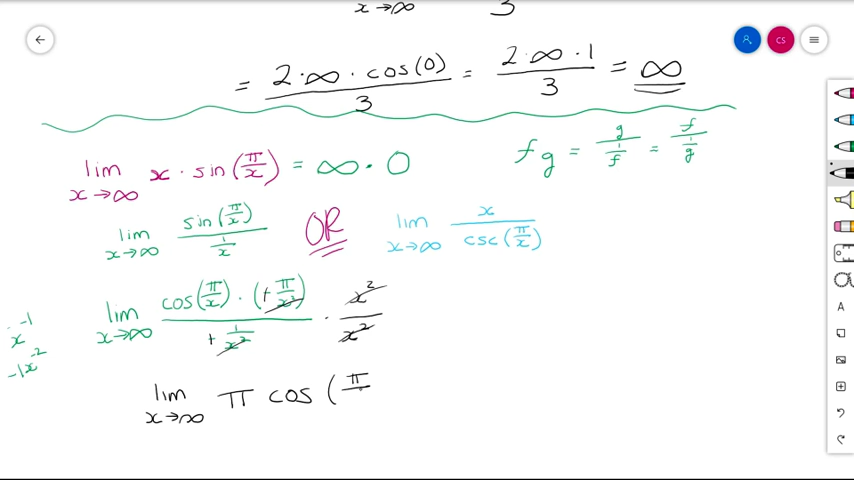 x→∞ 3
= 2·∞·cos(0)/3 = 2·∞·1/3 = ∞
lim x→∞ x · sin(π/x) = ∞ · 0
fg = g/(1/f) = f/(1/g)
lim x→∞ sin(π/x)/(1/x) OR lim x→∞ x/csc(π/x)
lim x→∞ cos(π/x) · (+π/x²)/(+1/x²) · x²/x²
x⁻¹
-1x⁻²
lim x→∞ π cos (π
CS
A